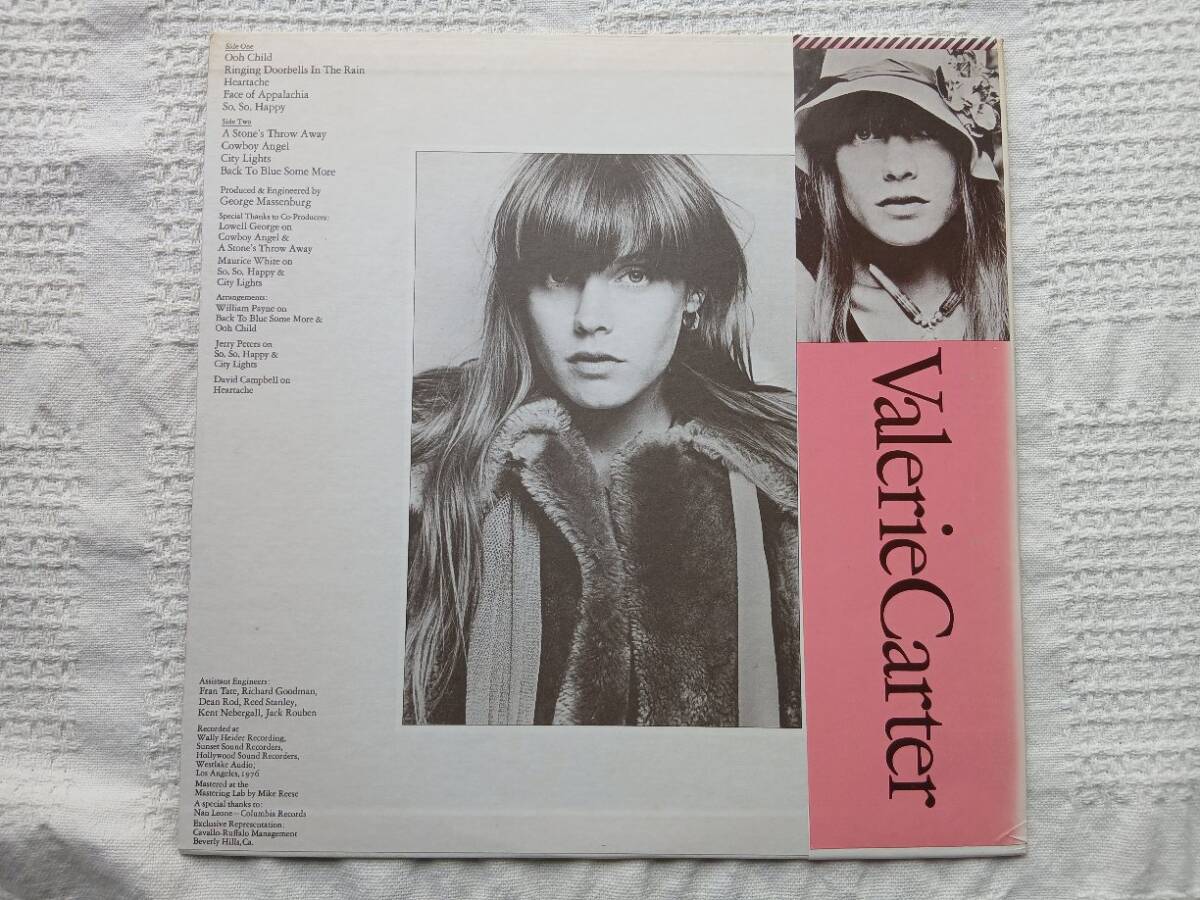 Side One
Ooh Child
Ringing Doorbells In The Rain
Heartache
Face of Appalachia
So, So, Happy
Side Two
A Stone's Throw Away
Cowboy Angel
City Lights
Back To Blue Some More
Produced & Engineered by
George Massenburg
Special Thanks to Co-Producers:
Lowell George on
Cowboy Angel &
A Stone's Throw Away
Maurice White on
So, So, Happy &
City Lights
Arrangements:
William Payne on
Back To Blue Some More &
Ooh Child
Jerry Peters on
So, So, Happy &
City Lights
David Campbell on
Heartache
Assistant Engineers:
Fran Tate, Richard Goodman,
Dean Rod, Reed Stanley,
Kent Nebergall, Jack Rouben
Recorded at
Wally Heider Recording,
Sunset Sound Recorders,
Hollywood Sound Recorders,
Westlake Audio,
Los Angeles, 1976
Mastered at the
Mastering Lab by Mike Reese
A special thanks to:
Nan Leone—Columbia Records
Exclusive Representation:
Cavallo-Ruffalo Management
Beverly Hills, Ca.
Valerie Carter